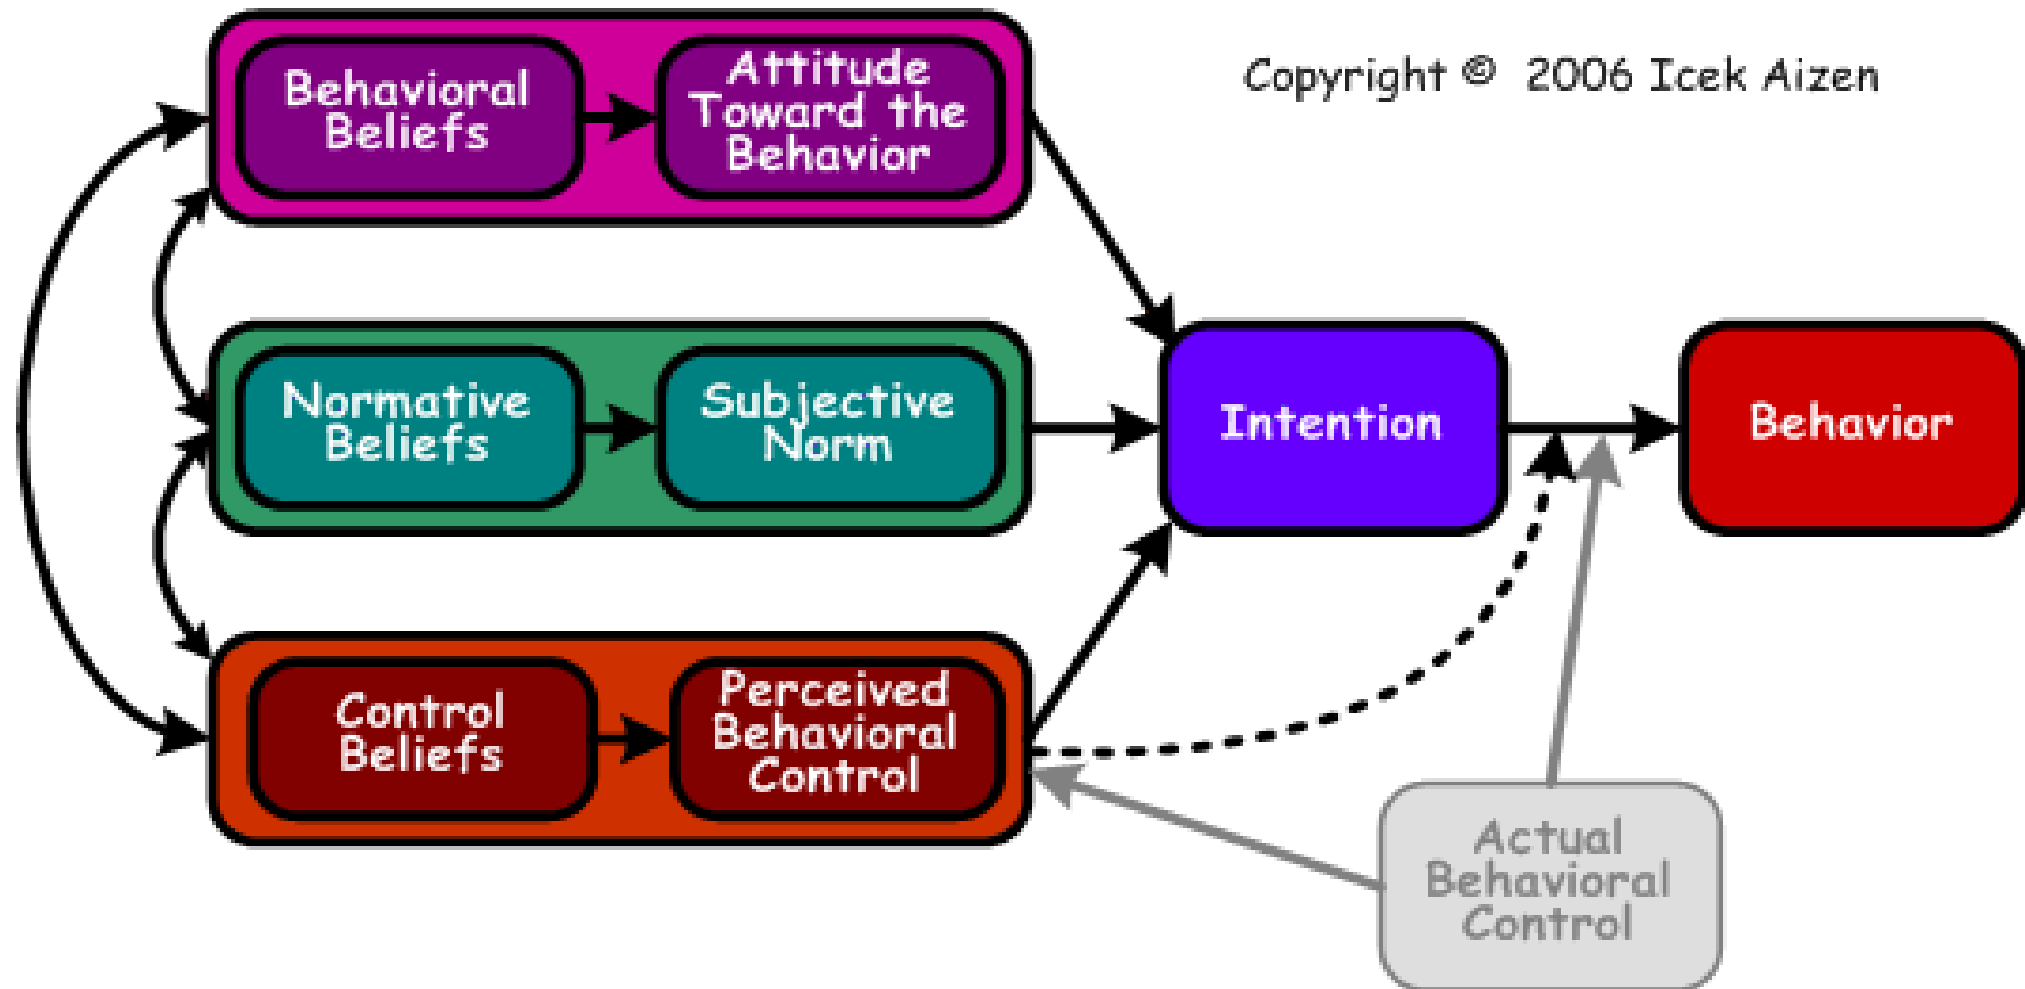 Behavioral
Beliefs
Attitude
Toward the
Behavior
Copyright © 2006 Icek Aizen
Normative
Beliefs
Subjective
Norm
Intention
Behavior
Control
Beliefs
Perceived
Behavioral
Control
Actual
Behavioral
Control